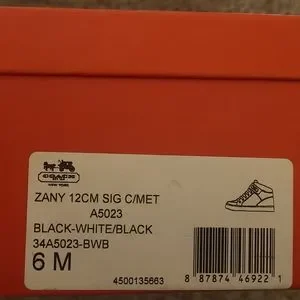 COACH
NEW YORK
ZANY 12CM SIG C/MET
A5023
BLACK-WHITE/BLACK
34A5023-BWB
6 M
4500135663
8 87874 46922 1